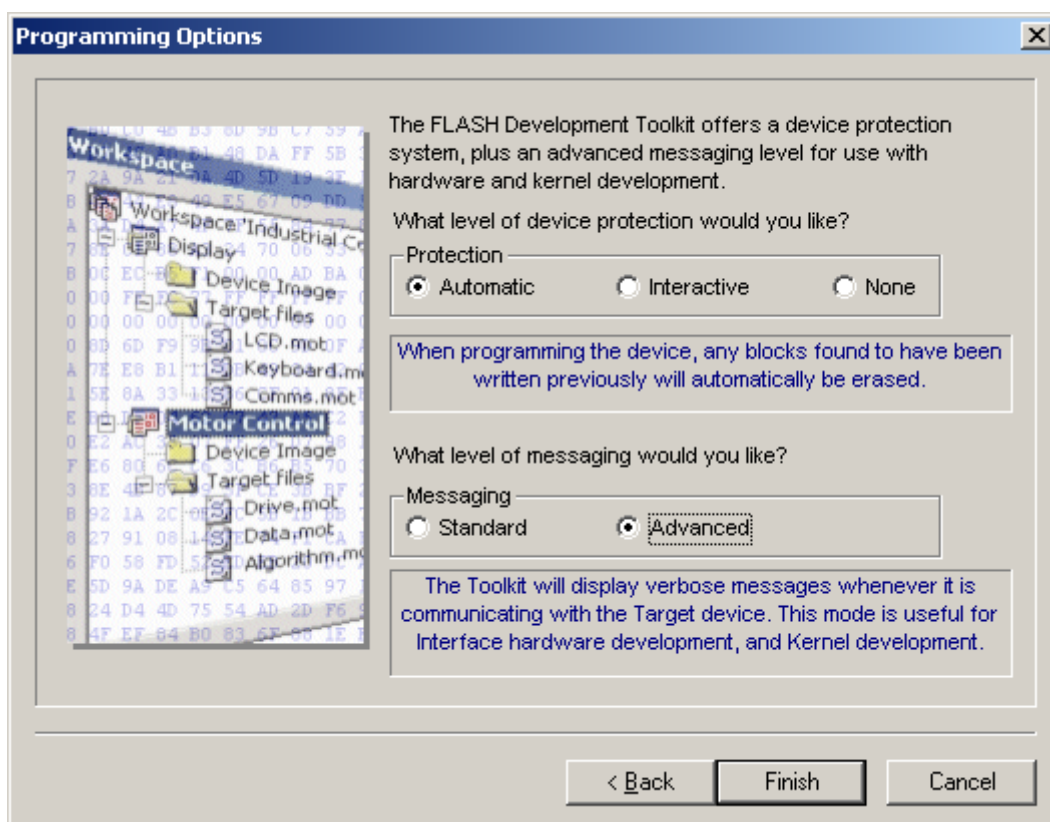 Programming Options
The FLASH Development Toolkit offers a device protection
system, plus an advanced messaging level for use with
hardware and kernel development.
What level of device protection would you like?
Protection
Automatic
Interactive
None
When programming the device, any blocks found to have been
written previously will automatically be erased.
What level of messaging would you like?
Messaging
Standard
Advanced
The Toolkit will display verbose messages whenever it is
communicating with the Target device. This mode is useful for
Interface hardware development, and Kernel development.
Workspace
Workspace 'Industrial Ce
Display
Device Image
Target files
LCD.mot
Keyboard.m
Comms.mot
Motor Control
Device Image
Target files
Drive.mot
Data.mot
Algorithm.mo
< Back
Finish
Cancel